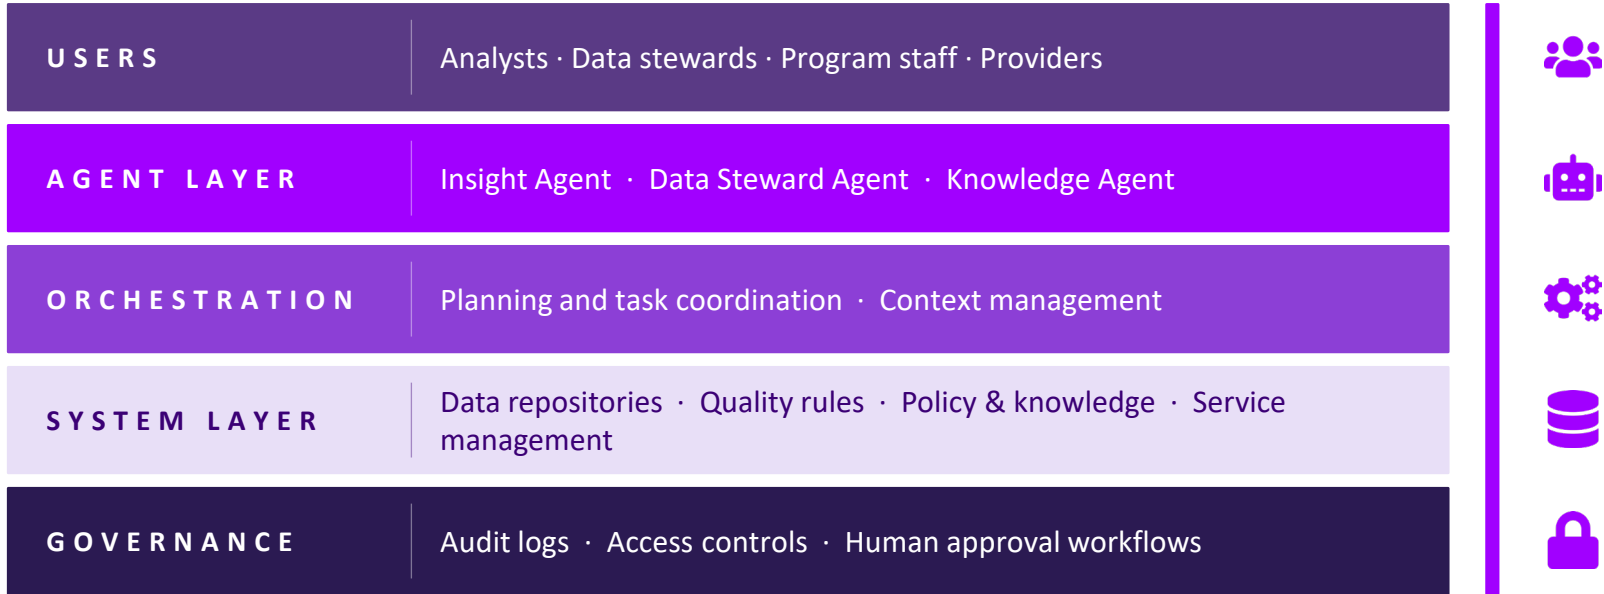 USERS
Analysts · Data stewards · Program staff · Providers
AGENT LAYER
Insight Agent · Data Steward Agent · Knowledge Agent
ORCHESTRATION
Planning and task coordination · Context management
SYSTEM LAYER
Data repositories · Quality rules · Policy & knowledge · Service
management
GOVERNANCE
Audit logs · Access controls · Human approval workflows